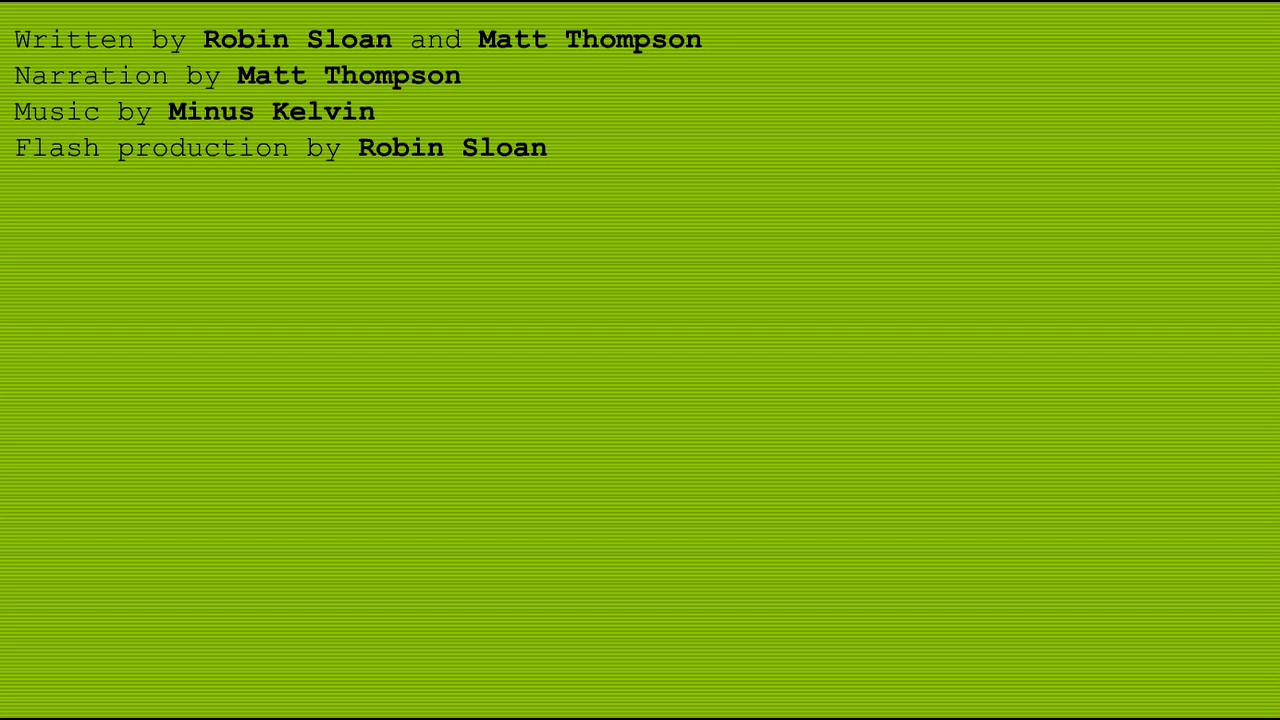 Written by Robin Sloan and Matt Thompson
Narration by Matt Thompson
Music by Minus Kelvin
Flash production by Robin Sloan